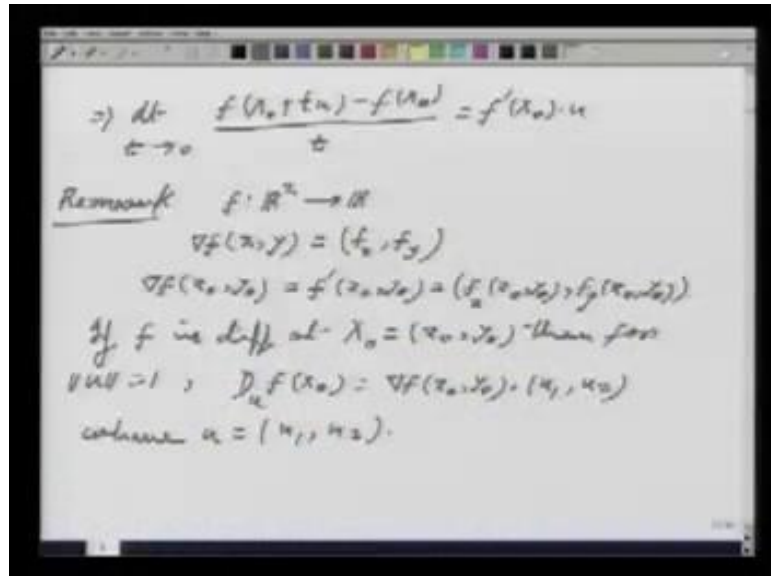 ⇒ lt f(X₀+tu) − f(X₀) = f'(X₀)·u
t→0 t
Remark f: ℝ² → ℝ
∇f(x,y) = (fₓ, f_y)
∇f(x₀,y₀) = f'(x₀,y₀) = (fₓ(x₀,y₀), f_y(x₀,y₀))
If f is diff at X₀ = (x₀,y₀) then for
‖u‖ = 1, D_u f(X₀) = ∇f(x₀,y₀)·(u₁, u₂)
where u = (u₁, u₂).